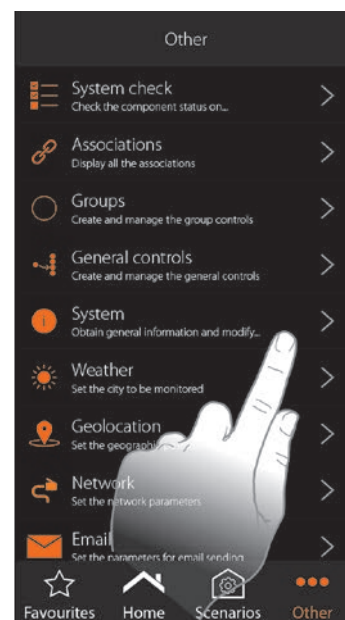 Other
System check
Check the component status on...
Associations
Display all the associations
Groups
Create and manage the group controls
General controls
Create and manage the general controls
System
Obtain general information and modify...
Weather
Set the city to be monitored
Geolocation
Set the
Network
Set the network parameters
Email
Set the parameters for email sending
Favourites Home Scenarios Other